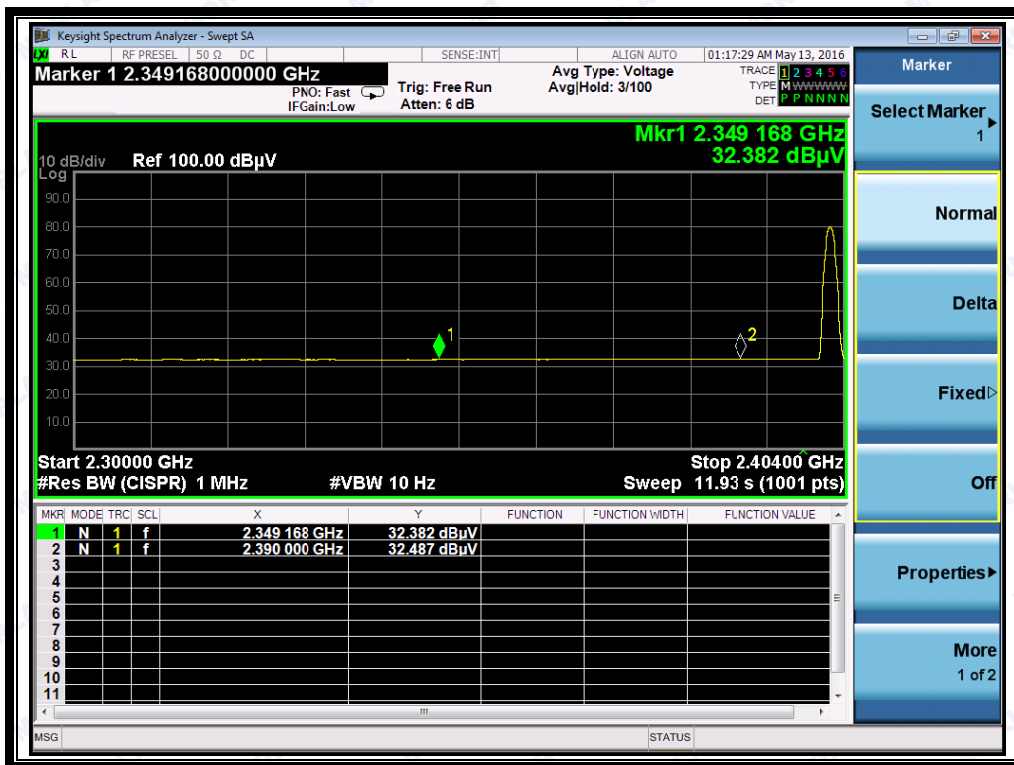 Keysight Spectrum Analyzer - Swept SA
LXI RL RF PRESEL 50 Ω DC SENSE:INT ALIGN AUTO 01:17:29 AM May 13, 2016
Marker 1 2.349168000000 GHz
PNO: Fast
IFGain:Low
Trig: Free Run
Atten: 6 dB
Avg Type: Voltage
Avg|Hold: 3/100
TRACE 1 2 3 4 5 6
TYPE M WWWWW
DET P P N N N N
Mkr1 2.349 168 GHz
32.382 dBµV
10 dB/div Ref 100.00 dBµV
Log
90.0
80.0
70.0
60.0
50.0
40.0
30.0
20.0
10.0
1
2
Start 2.30000 GHz Stop 2.40400 GHz
#Res BW (CISPR) 1 MHz #VBW 10 Hz Sweep 11.93 s (1001 pts)
MKR MODE TRC SCL X Y FUNCTION FUNCTION WIDTH FUNCTION VALUE
1 N 1 f 2.349 168 GHz 32.382 dBµV
2 N 1 f 2.390 000 GHz 32.487 dBµV
3
4
5
6
7
8
9
10
11
MSG STATUS
Marker
Select Marker
1
Normal
Delta
Fixed
Off
Properties
More
1 of 2